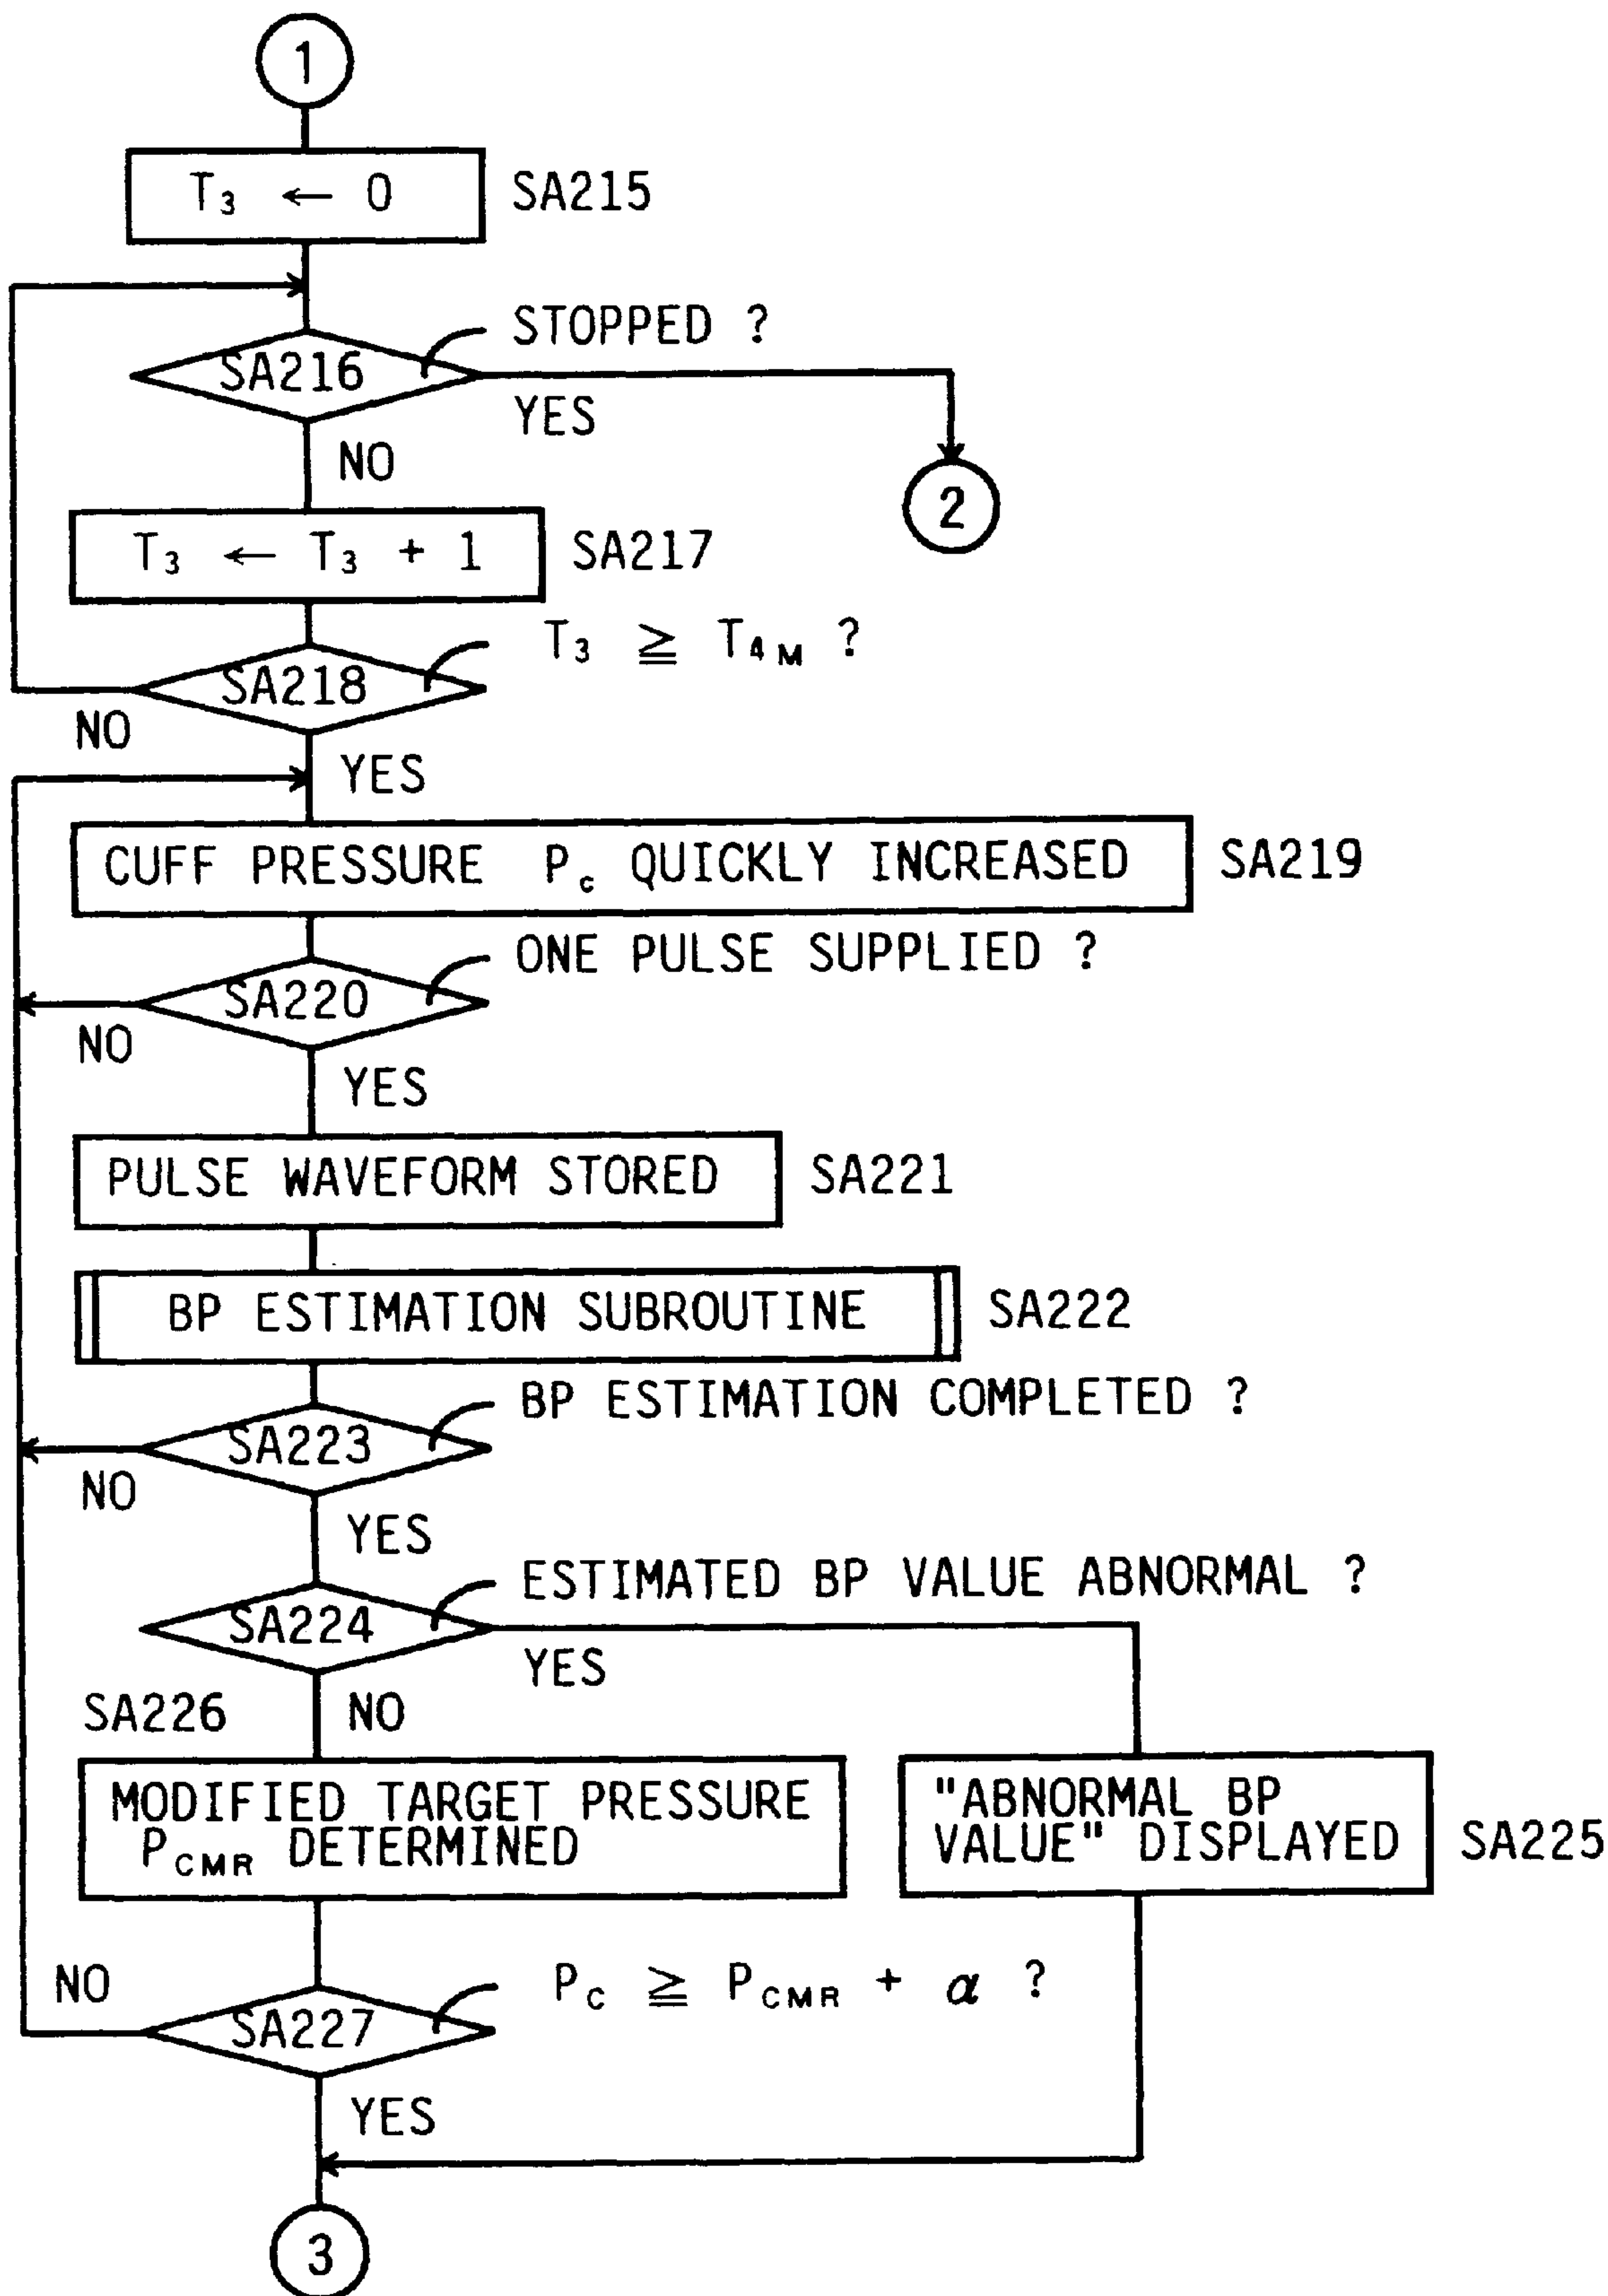 1
T₃ ← 0 SA215
STOPPED ?
SA216
YES
NO
2
T₃ ← T₃ + 1 SA217
T₃ ≧ T₄M ?
SA218
NO
YES
CUFF PRESSURE Pc QUICKLY INCREASED SA219
ONE PULSE SUPPLIED ?
SA220
NO
YES
PULSE WAVEFORM STORED SA221
BP ESTIMATION SUBROUTINE SA222
BP ESTIMATION COMPLETED ?
SA223
NO
YES
ESTIMATED BP VALUE ABNORMAL ?
SA224
YES
SA226 NO
MODIFIED TARGET PRESSURE
PCMR DETERMINED
"ABNORMAL BP
VALUE" DISPLAYED SA225
NO
PC ≧ PCMR + α ?
SA227
YES
3